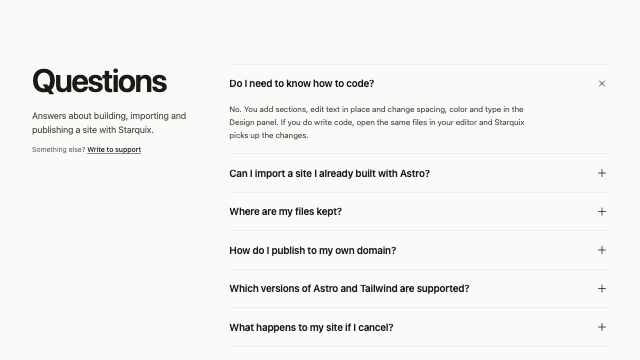 Questions
Answers about building, importing and
publishing a site with Starquix.
Something else? Write to support
Do I need to know how to code?
No. You add sections, edit text in place and change spacing, color and type in the
Design panel. If you do write code, open the same files in your editor and Starquix
picks up the changes.
Can I import a site I already built with Astro?
Where are my files kept?
How do I publish to my own domain?
Which versions of Astro and Tailwind are supported?
What happens to my site if I cancel?